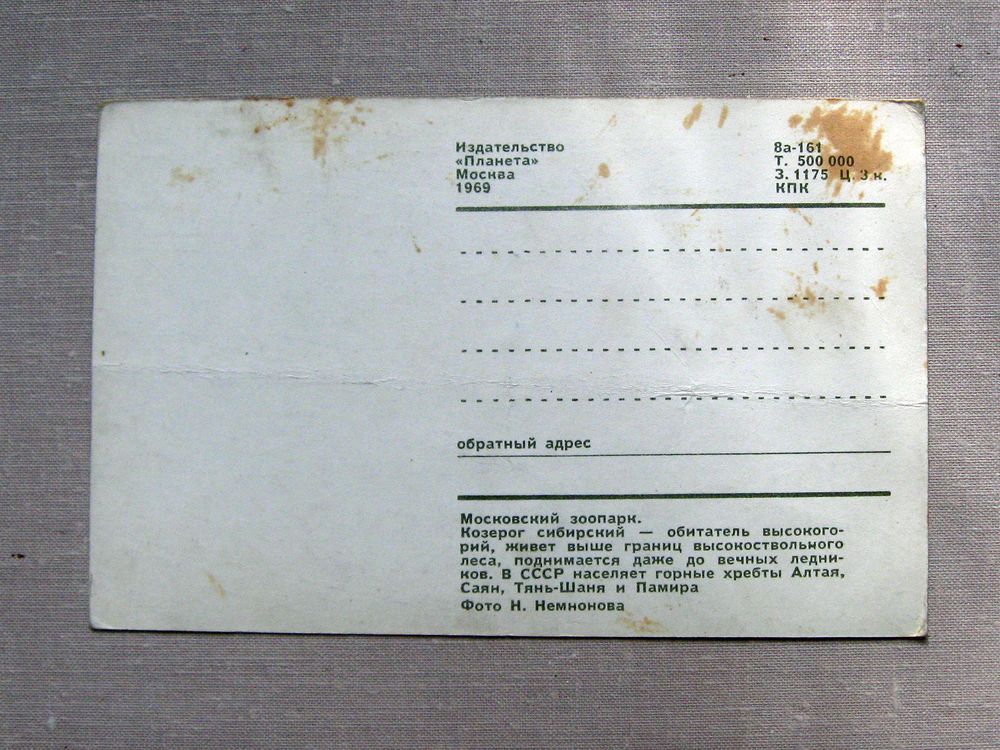 Издательство
«Планета»
Москва
1969
8а-161
Т. 500 000
З. 1175 Ц. 3 к.
КПК
обратный адрес
Московский зоопарк.
Козерог сибирский — обитатель высокого-
рий, живет выше границ высокоствольного
леса, поднимается даже до вечных ледни-
ков. В СССР населяет горные хребты Алтая,
Саян, Тянь-Шаня и Памира
Фото Н. Немнонова